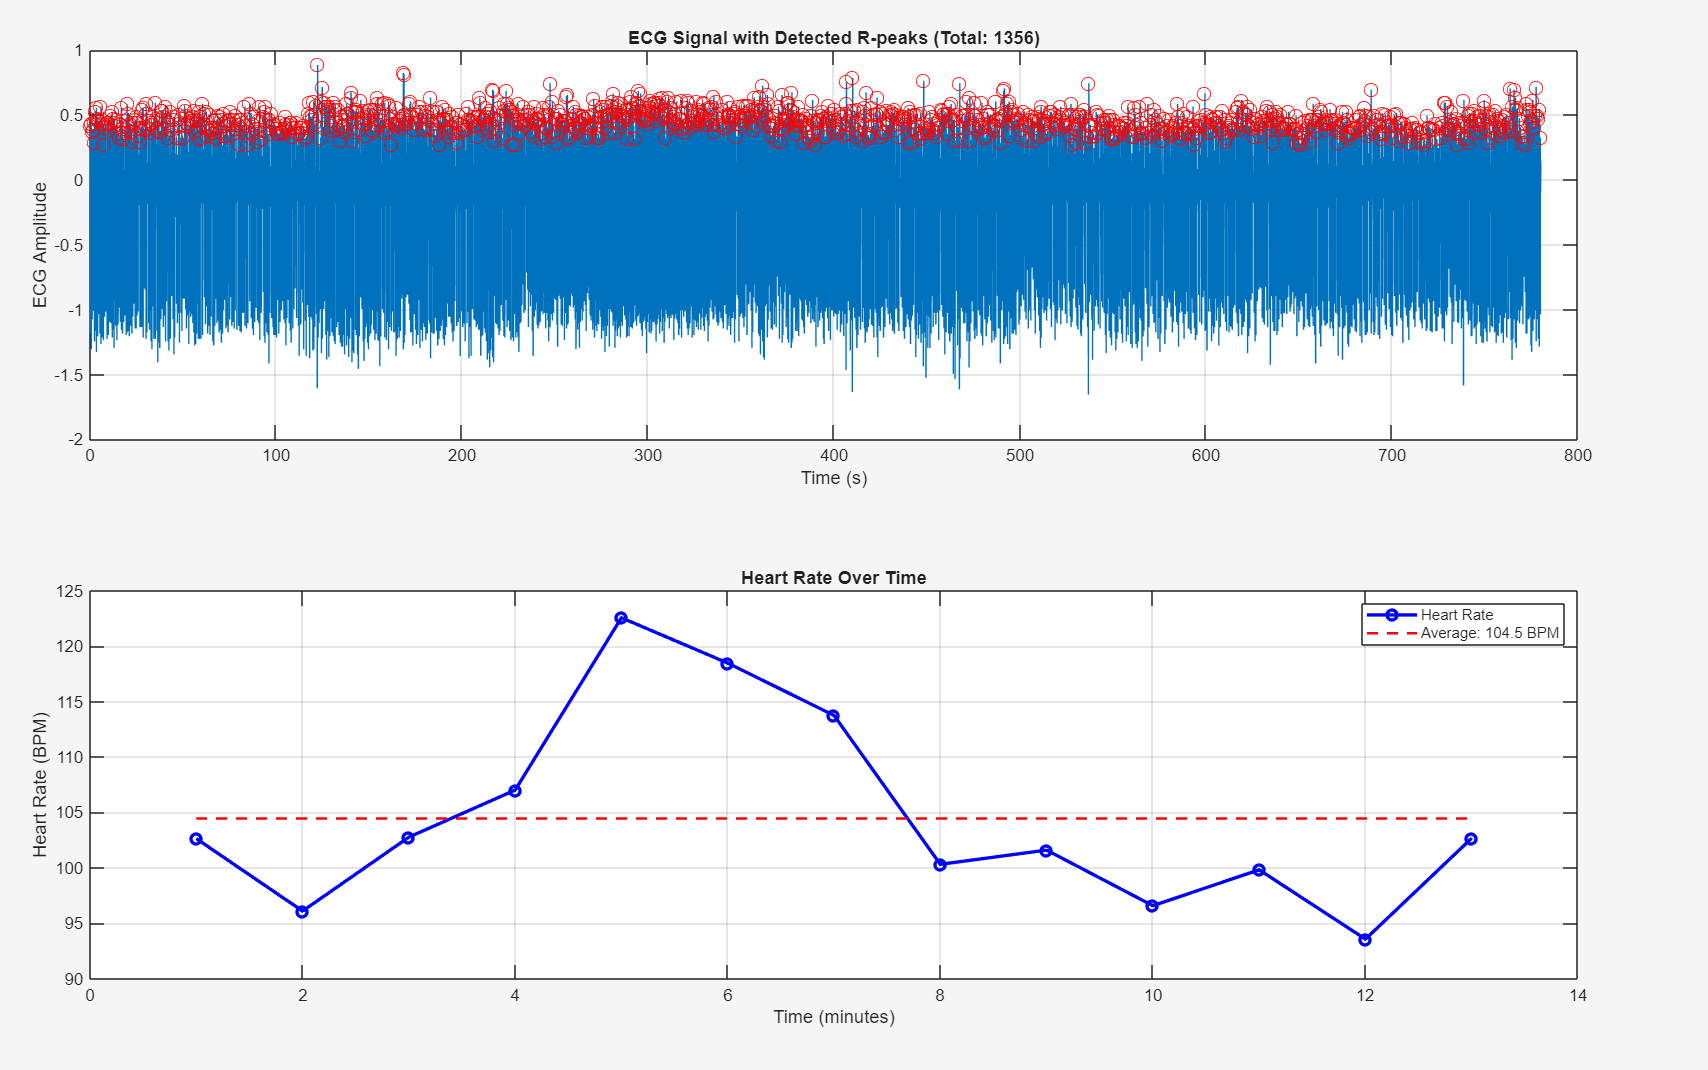 ECG Signal with Detected R-peaks (Total: 1356)
1
0.5
0
-0.5
-1
-1.5
-2
ECG Amplitude
0 100 200 300 400 500 600 700 800
Time (s)
Heart Rate Over Time
125
120
115
110
105
100
95
90
Heart Rate (BPM)
Heart Rate
Average: 104.5 BPM
0 2 4 6 8 10 12 14
Time (minutes)